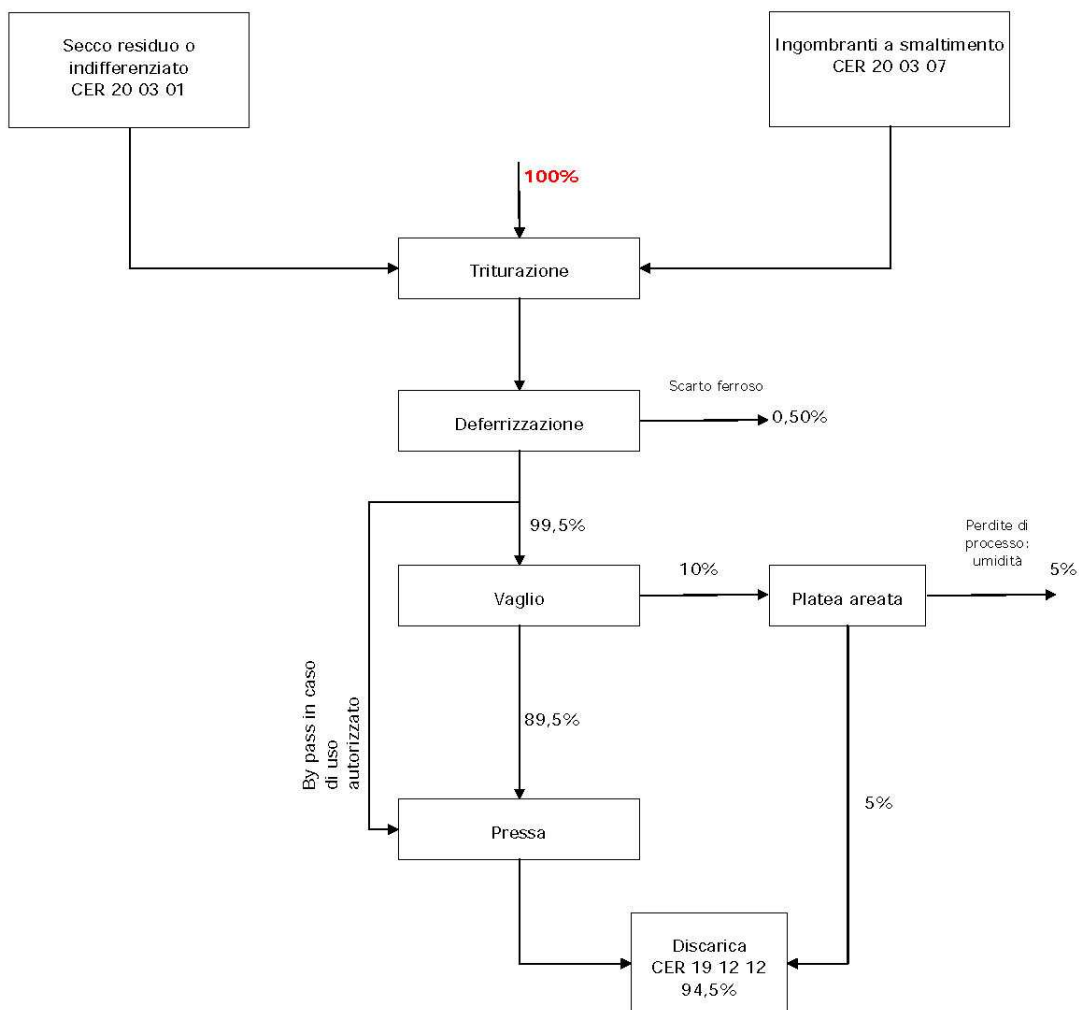 Secco residuo o
indifferenziato
CER 20 03 01
Ingombranti a smaltimento
CER 20 03 07
100%
Triturazione
Scarto ferroso
Deferrizzazione
0,50%
99,5%
Perdite di
processo:
umidità
10%
5%
Vaglio
Platea areata
By pass in caso
di uso
autorizzato
89,5%
5%
Pressa
Discarica
CER 19 12 12
94,5%